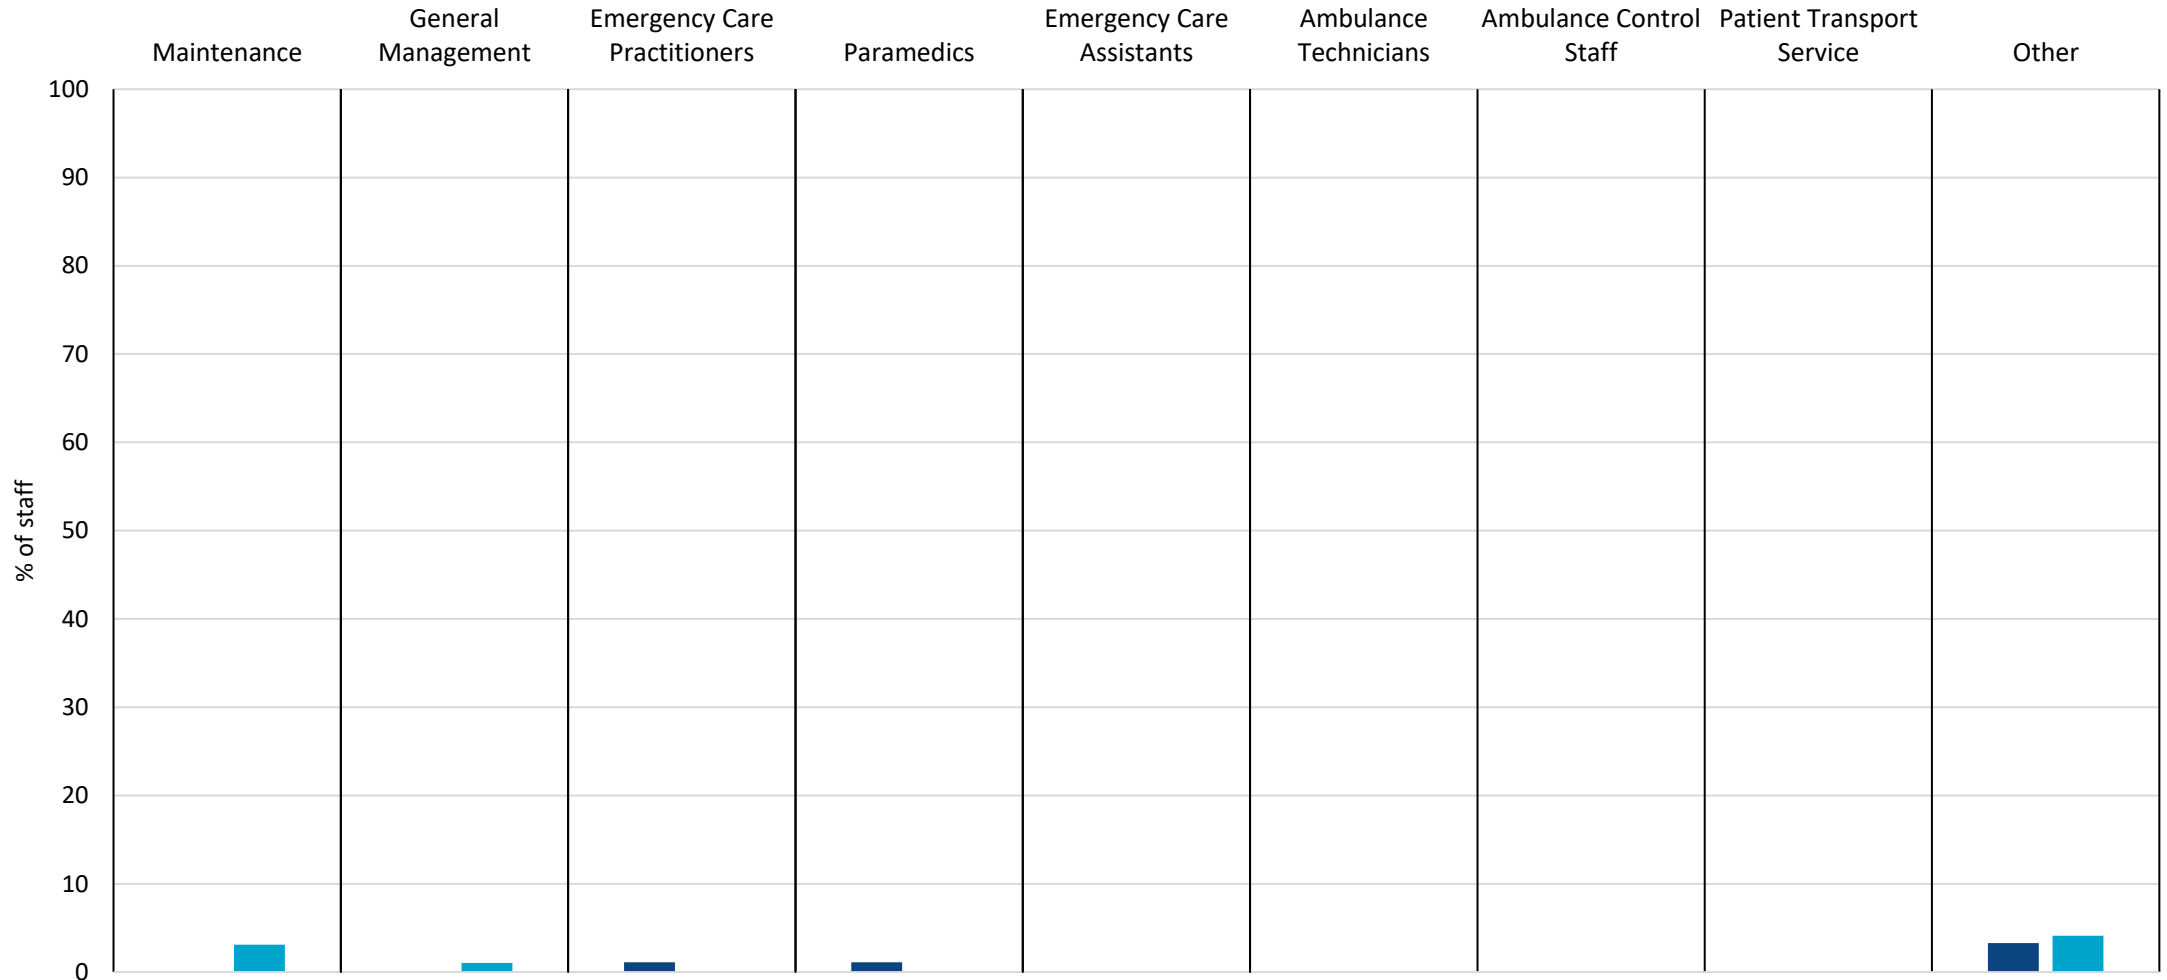 Maintenance
General
Management
Emergency Care
Practitioners
Paramedics
Emergency Care
Assistants
Ambulance
Technicians
Ambulance Control
Staff
Patient Transport
Service
Other
100
90
80
70
60
50
40
30
20
10
0
% of staff